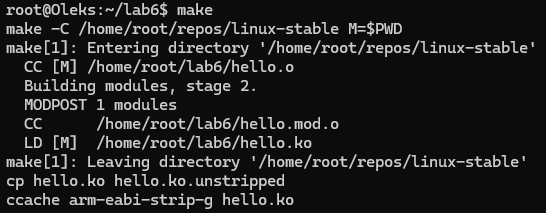 root@Oleks:~/lab6$ make
make -C /home/root/repos/linux-stable M=$PWD
make[1]: Entering directory '/home/root/repos/linux-stable'
  CC [M] /home/root/lab6/hello.o
  Building modules, stage 2.
  MODPOST 1 modules
  CC      /home/root/lab6/hello.mod.o
  LD [M]  /home/root/lab6/hello.ko
make[1]: Leaving directory '/home/root/repos/linux-stable'
cp hello.ko hello.ko.unstripped
ccache arm-eabi-strip-g hello.ko